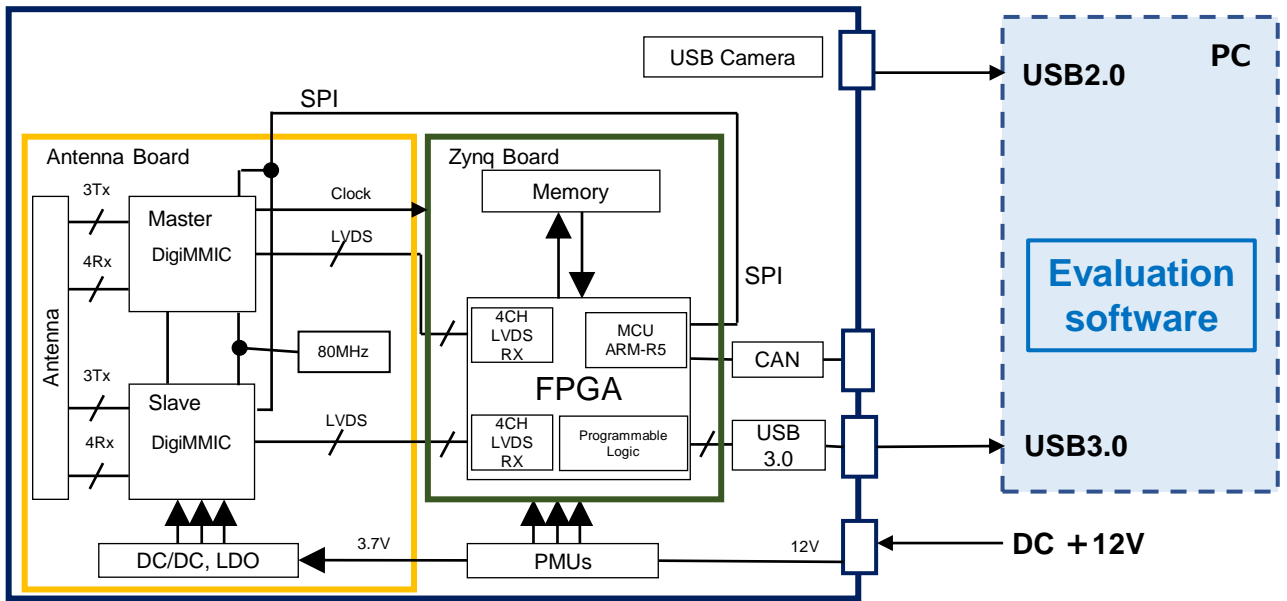 USB Camera
PC
USB2.0
SPI
Antenna Board
Zynq Board
3Tx
Master
DigiMMIC
4Rx
Clock
LVDS
Memory
SPI
Evaluation
software
Antenna
80MHz
4CH
LVDS
RX
MCU
ARM-R5
FPGA
CAN
3Tx
Slave
DigiMMIC
4Rx
LVDS
4CH
LVDS
RX
Programmable
Logic
USB
3.0
USB3.0
DC/DC, LDO
3.7V
PMUs
12V
DC +12V